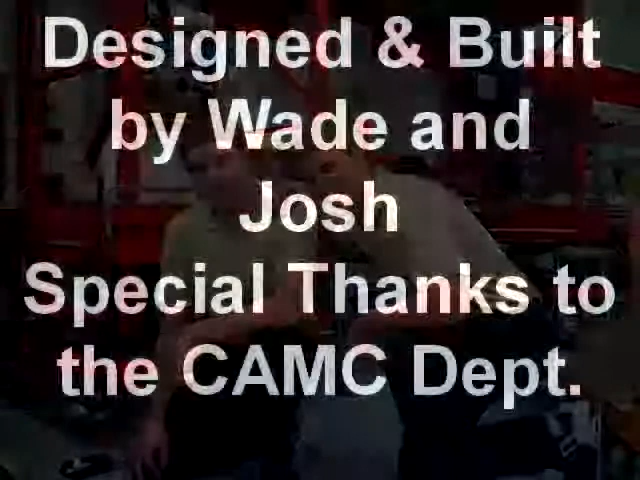 Designed & Built
by Wade and
Josh
Special Thanks to
the CAMC Dept.